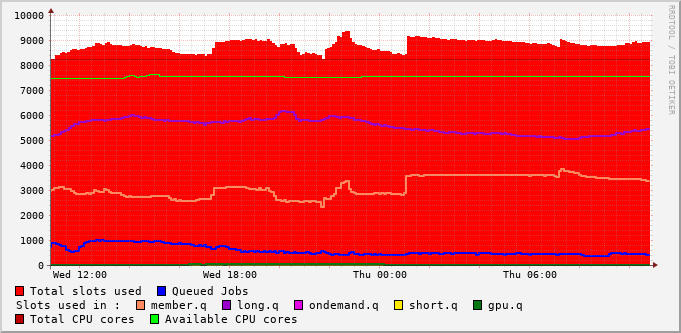 10000
9000
8000
7000
6000
5000
4000
3000
2000
1000
0
Wed 12:00 Wed 18:00 Thu 00:00 Thu 06:00
Total slots used Queued Jobs
Slots used in : member.q long.q ondemand.q short.q gpu.q
Total CPU cores Available CPU cores
RRDTOOL / TOBI OETIKER